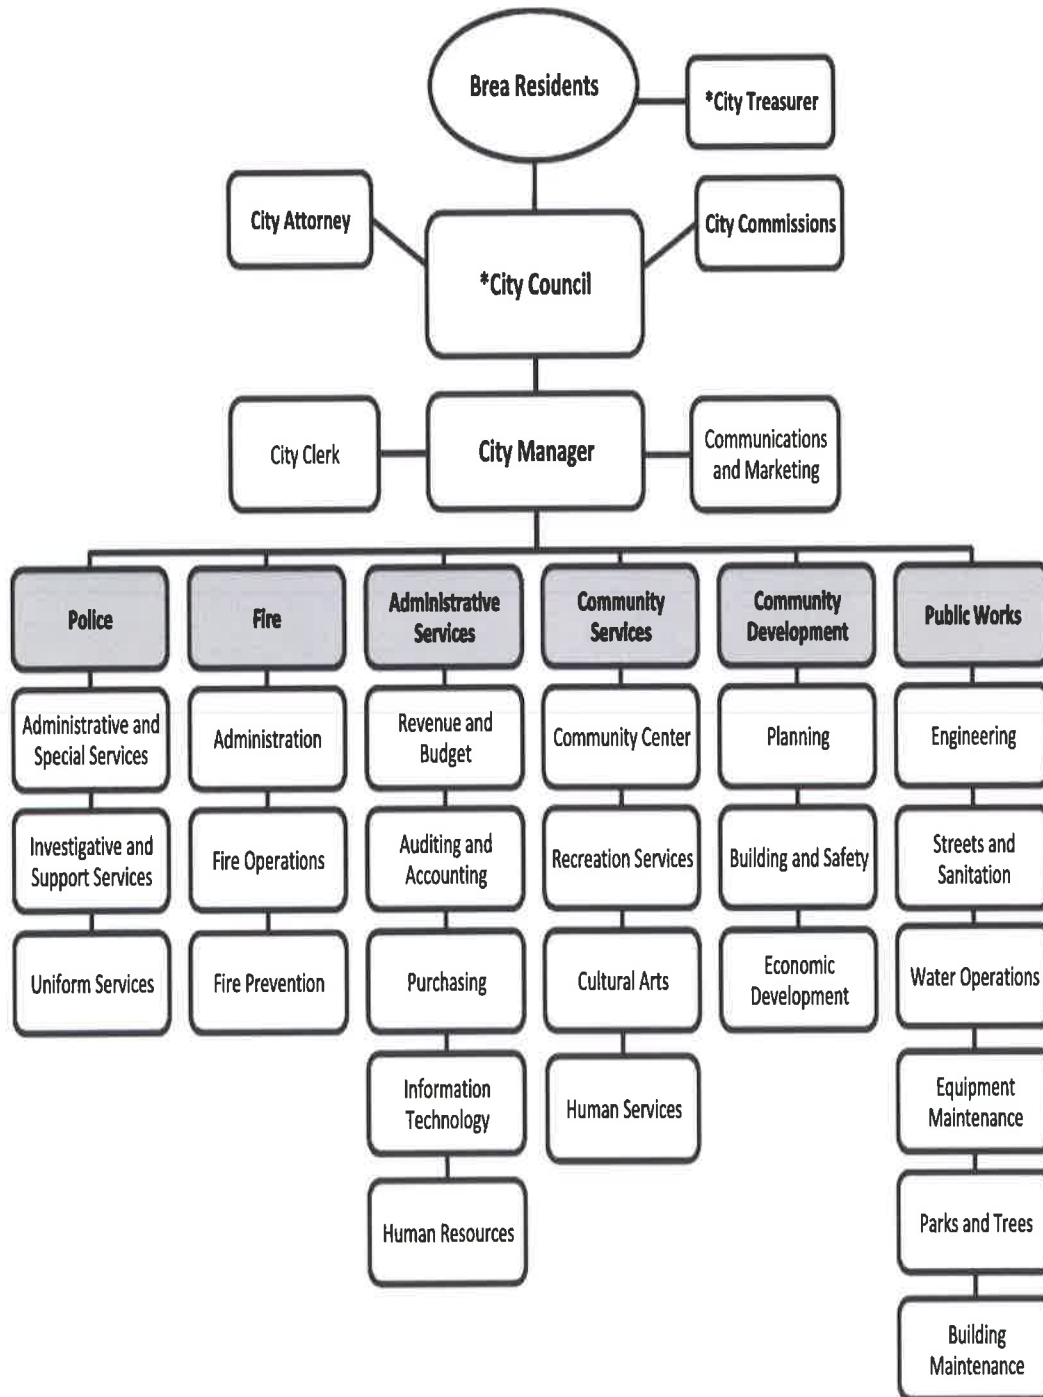 Brea Residents
*City Treasurer
City Attorney
City Commissions
*City Council
City Clerk
City Manager
Communications
and Marketing
Police
Fire
Administrative
Services
Community
Services
Community
Development
Public Works
Administrative and
Special Services
Administration
Revenue and
Budget
Community Center
Planning
Engineering
Investigative and
Support Services
Fire Operations
Auditing and
Accounting
Recreation Services
Building and Safety
Streets and
Sanitation
Uniform Services
Fire Prevention
Purchasing
Cultural Arts
Economic
Development
Water Operations
Information
Technology
Human Services
Equipment
Maintenance
Human Resources
Parks and Trees
Building
Maintenance